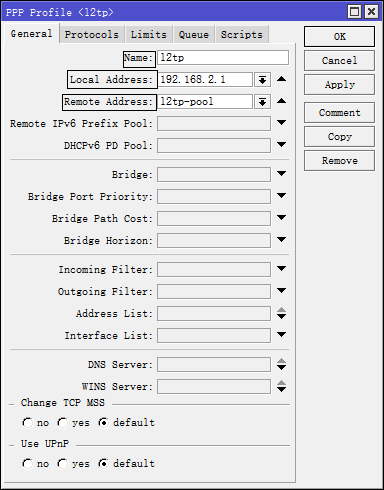 PPP Profile <l2tp>
General Protocols Limits Queue Scripts
OK
Name: l2tp
Cancel
Local Address: 192.168.2.1
Apply
Remote Address: l2tp-pool
Comment
Remote IPv6 Prefix Pool:
Copy
DHCPv6 PD Pool:
Remove
Bridge:
Bridge Port Priority:
Bridge Path Cost:
Bridge Horizon:
Incoming Filter:
Outgoing Filter:
Address List:
Interface List:
DNS Server:
WINS Server:
Change TCP MSS
no yes default
Use UPnP
no yes default